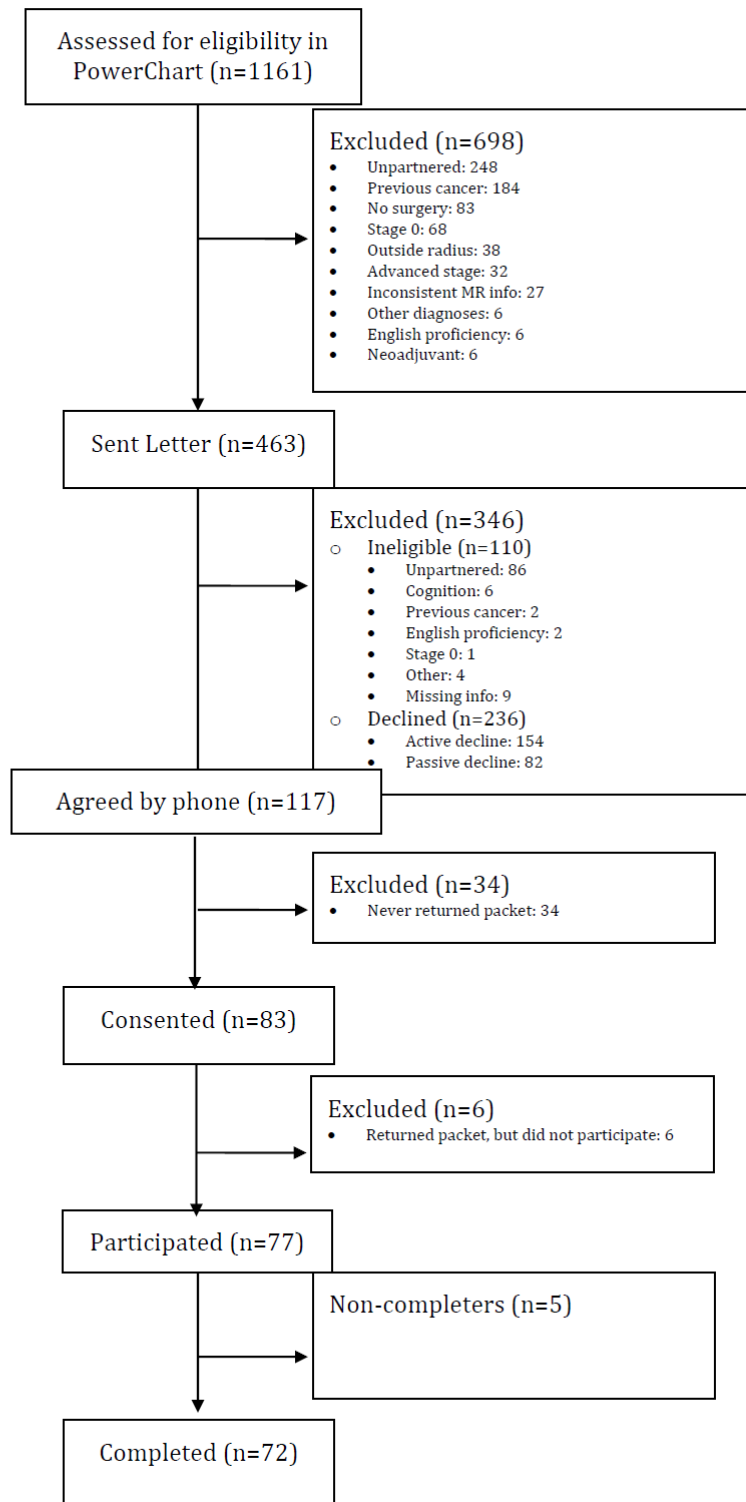 Assessed for eligibility in
PowerChart (n=1161)
Excluded (n=698)
• Unpartnered: 248
• Previous cancer: 184
• No surgery: 83
• Stage 0: 68
• Outside radius: 38
• Advanced stage: 32
• Inconsistent MR info: 27
• Other diagnoses: 6
• English proficiency: 6
• Neoadjuvant: 6
Sent Letter (n=463)
Excluded (n=346)
o Ineligible (n=110)
• Unpartnered: 86
• Cognition: 6
• Previous cancer: 2
• English proficiency: 2
• Stage 0: 1
• Other: 4
• Missing info: 9
o Declined (n=236)
• Active decline: 154
• Passive decline: 82
Agreed by phone (n=117)
Excluded (n=34)
• Never returned packet: 34
Consented (n=83)
Excluded (n=6)
• Returned packet, but did not participate: 6
Participated (n=77)
Non-completers (n=5)
Completed (n=72)